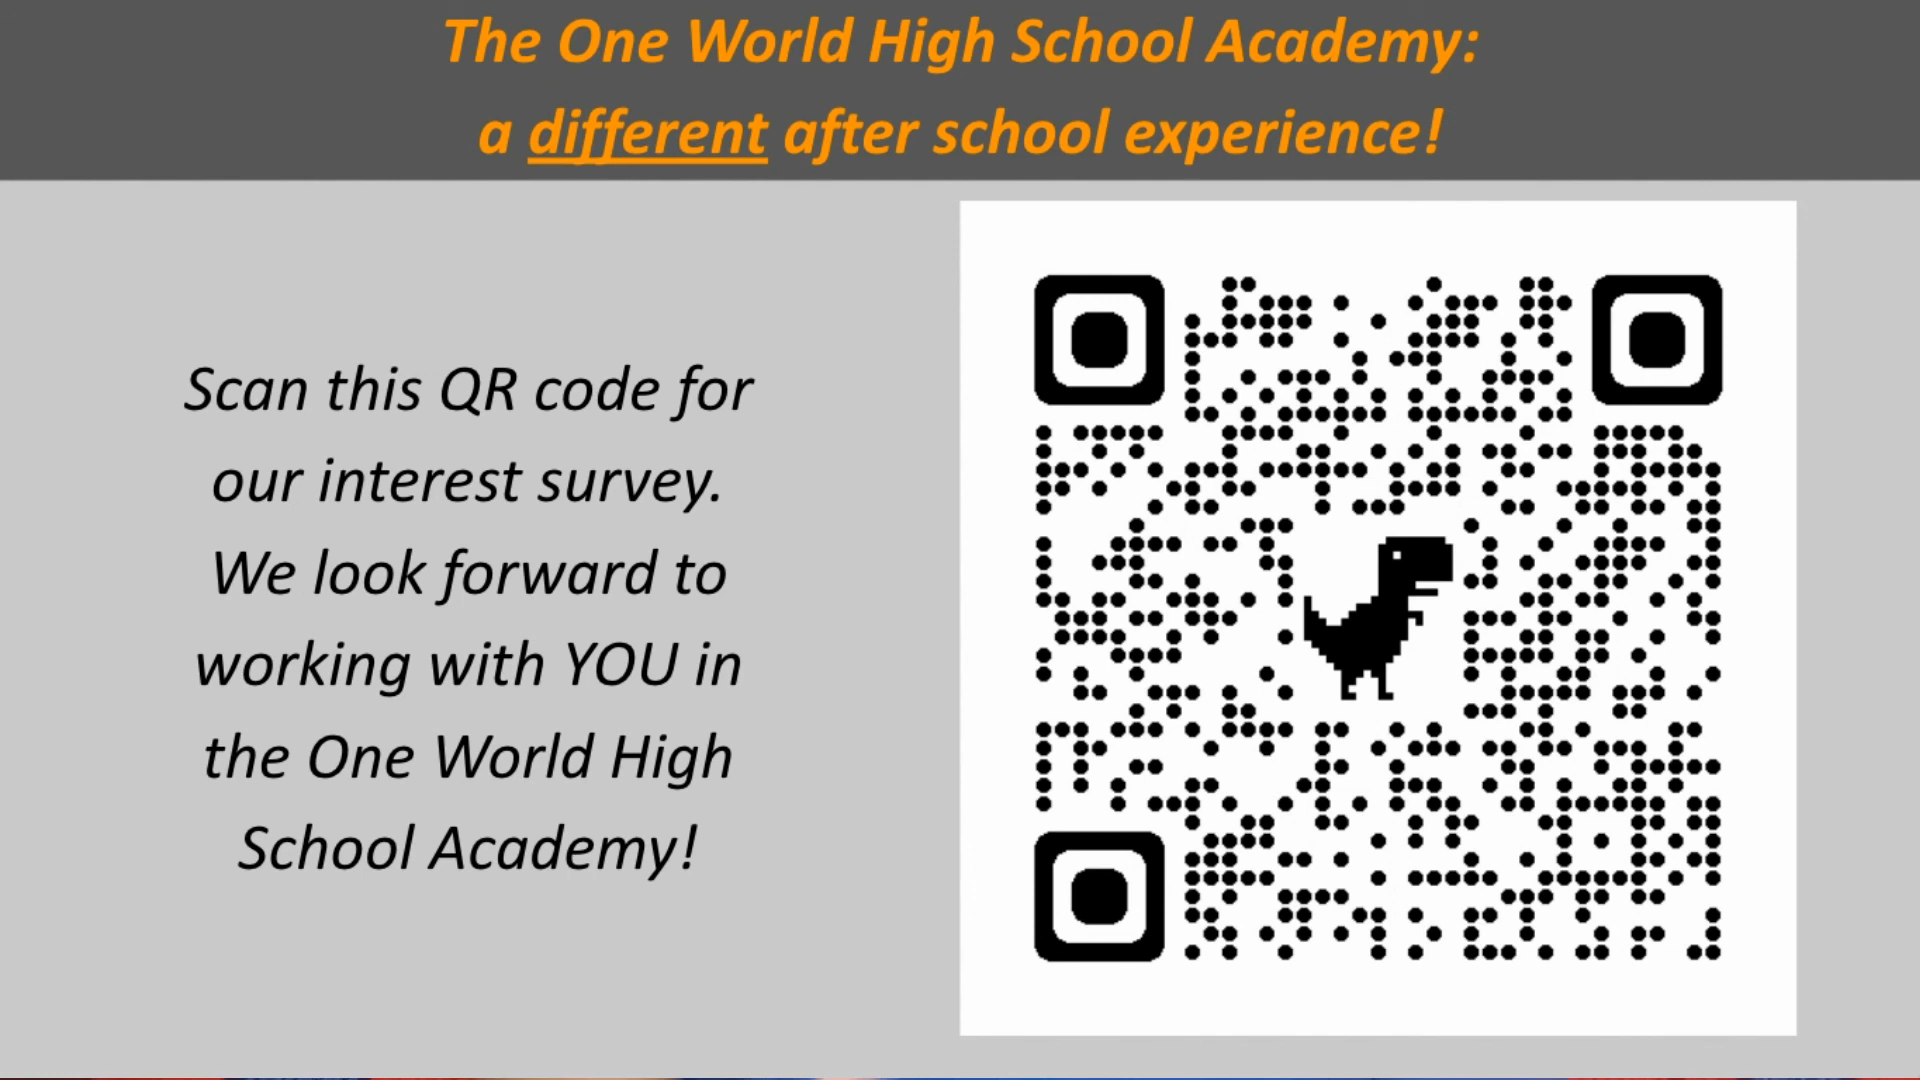 The One World High School Academy:
a different after school experience!
Scan this QR code for
our interest survey.
We look forward to
working with YOU in
the One World High
School Academy!